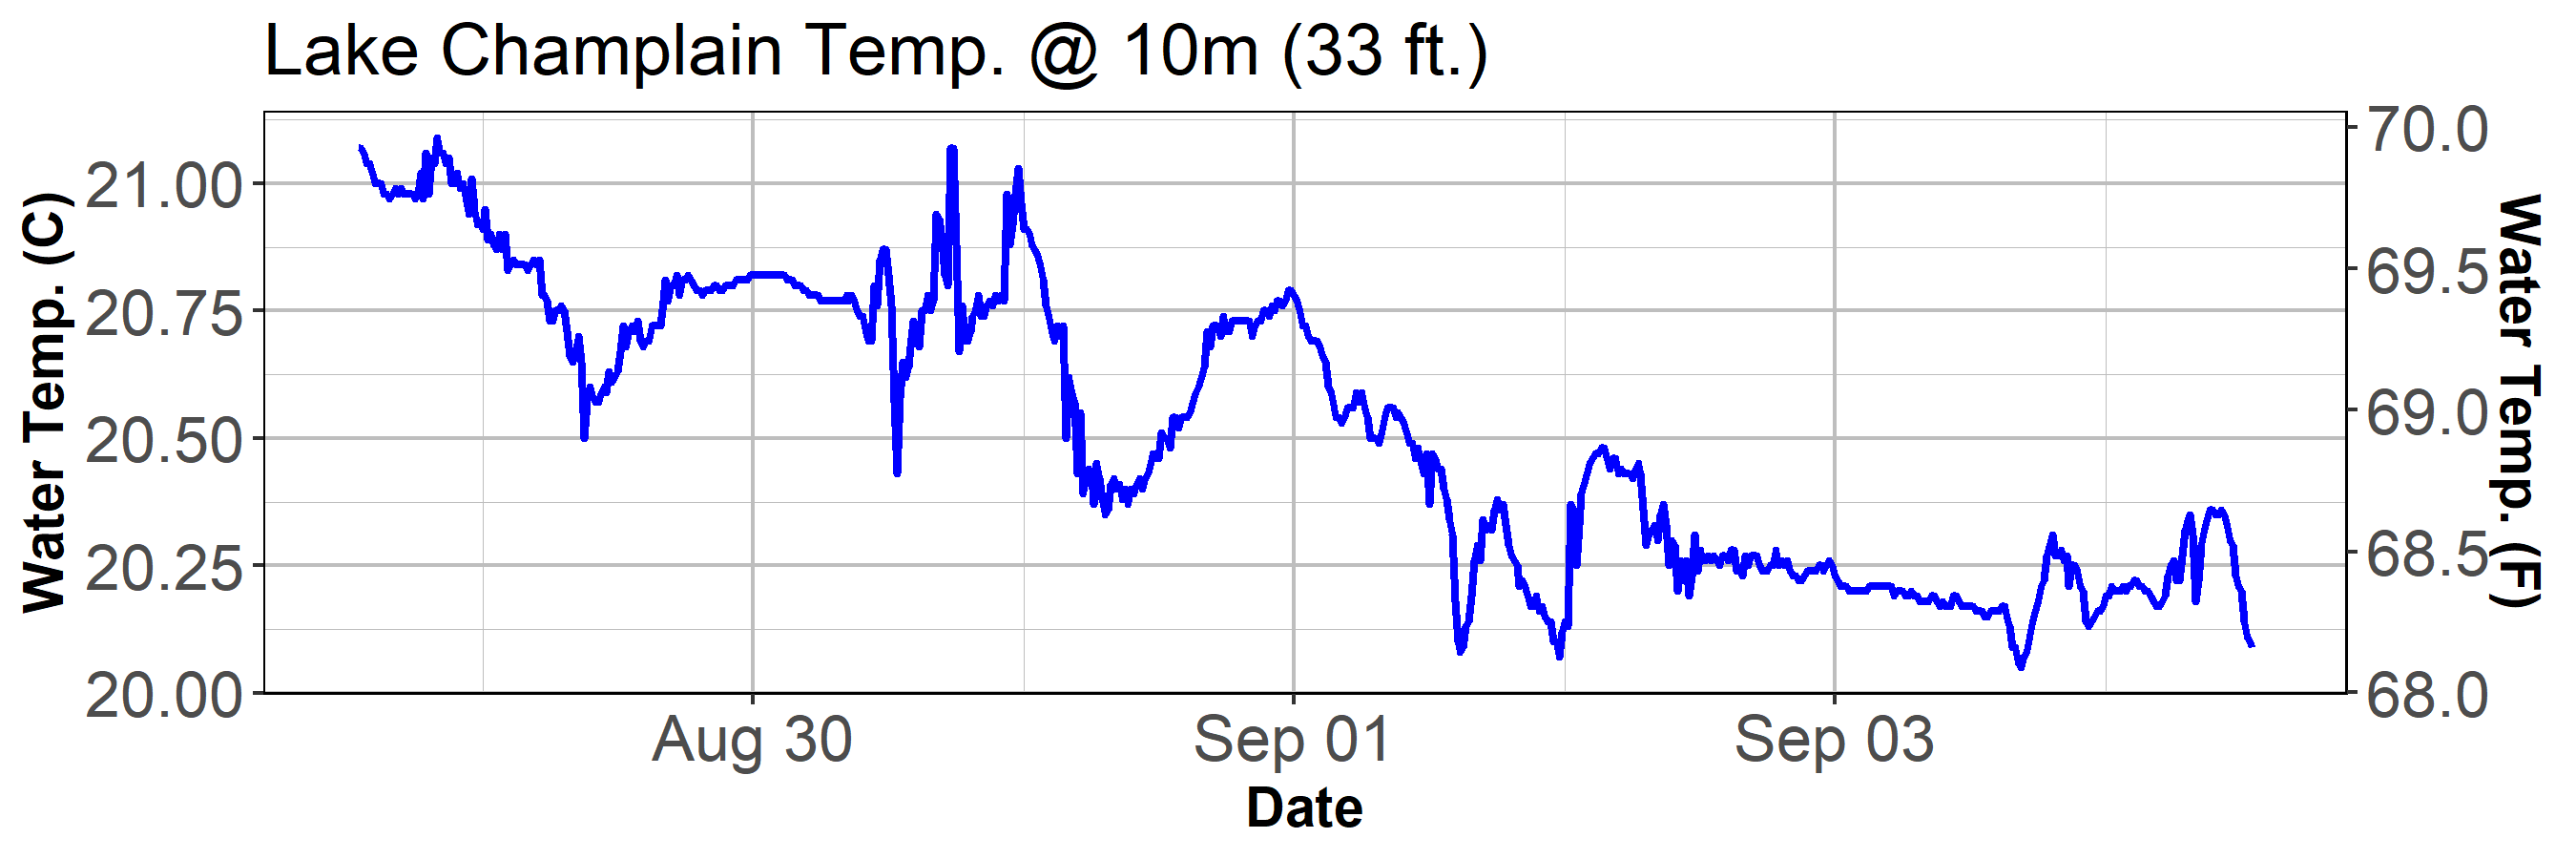 Lake Champlain Temp. @ 10m (33 ft.)
Water Temp. (C)
21.00
20.75
20.50
20.25
20.00
70.0
69.5
69.0
68.5
68.0
Water Temp. (F)
Aug 30
Sep 01
Sep 03
Date